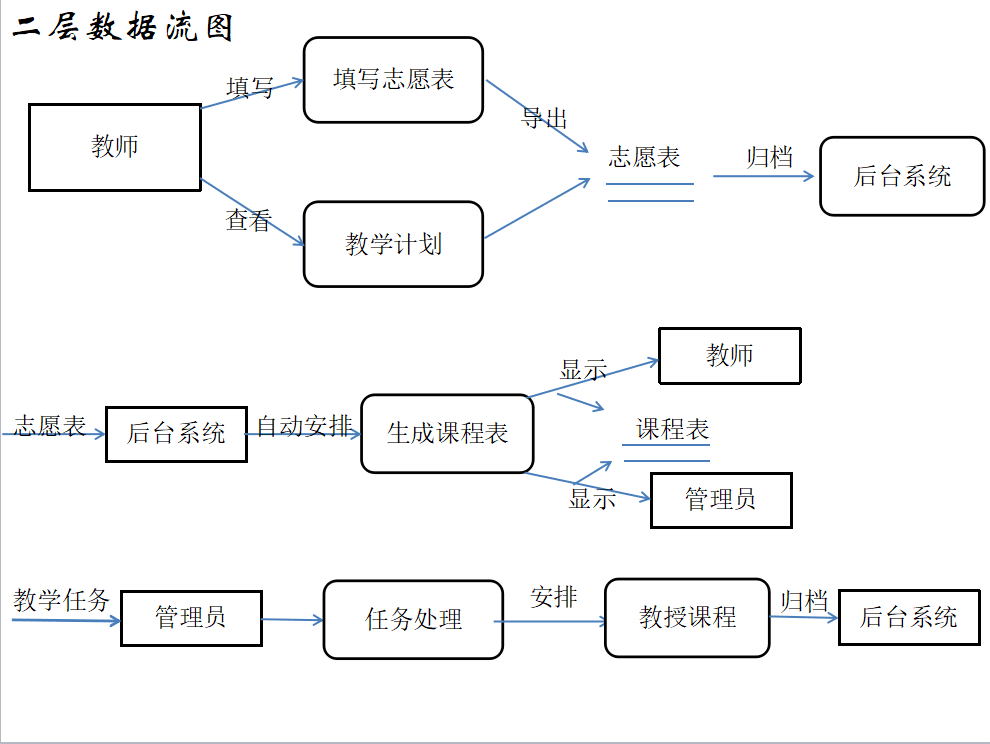 二层数据流图
填写
填写志愿表
教师
导出
志愿表
归档
后台系统
查看
教学计划
显示
教师
志愿表
后台系统
自动安排
生成课程表
课程表
显示
管理员
教学任务
管理员
任务处理
安排
教授课程
归档
后台系统